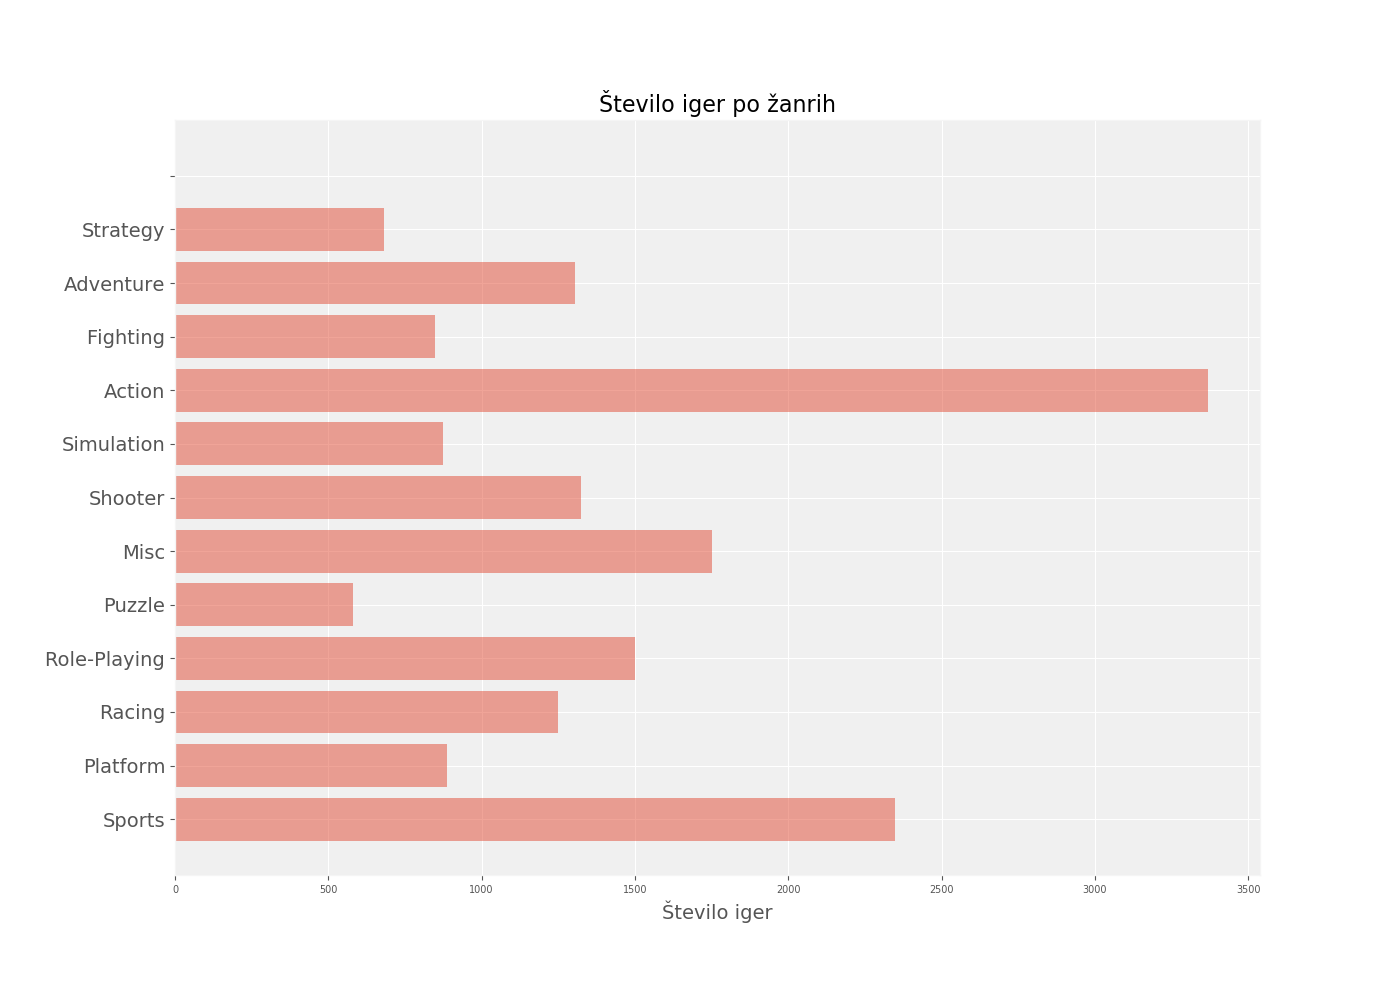 Število iger po žanrih
Strategy
Adventure
Fighting
Action
Simulation
Shooter
Misc
Puzzle
Role-Playing
Racing
Platform
Sports
0 500 1000 1500 2000 2500 3000 3500
Število iger